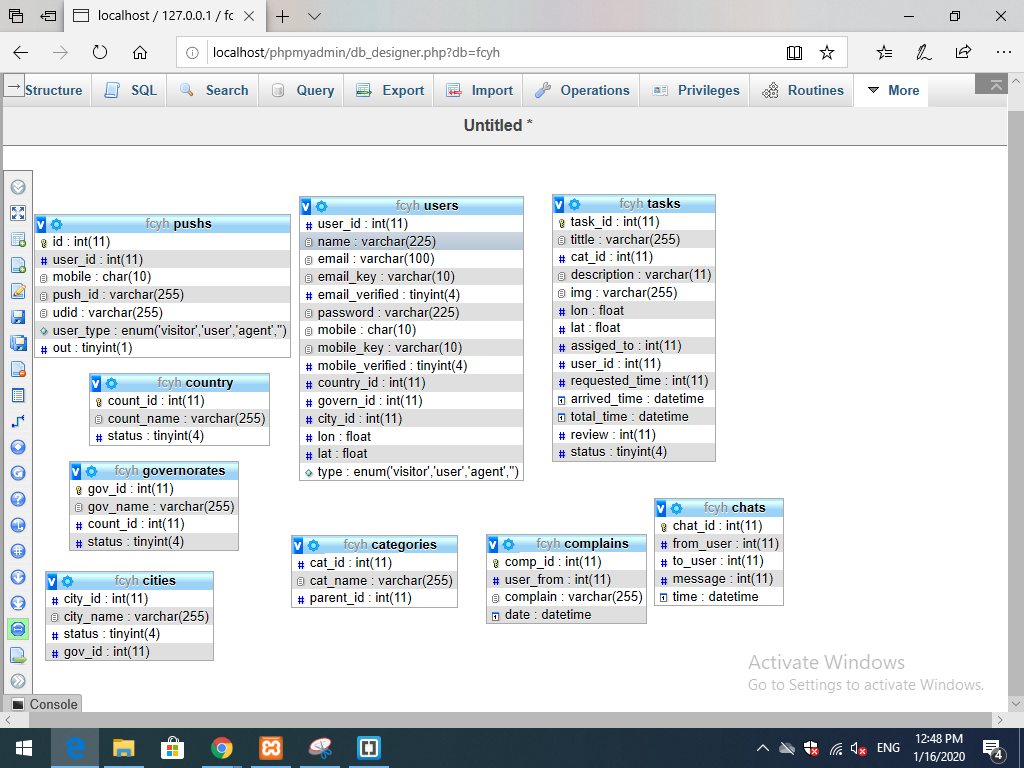 localhost / 127.0.0.1 / fc
localhost/phpmyadmin/db_designer.php?db=fcyh
Structure SQL Search Query Export Import Operations Privileges Routines More
Untitled *
fcyh pushs
id : int(11)
user_id : int(11)
mobile : char(10)
push_id : varchar(255)
udid : varchar(255)
user_type : enum('visitor','user','agent','')
out : tinyint(1)
fcyh country
count_id : int(11)
count_name : varchar(255)
status : tinyint(4)
fcyh governorates
gov_id : int(11)
gov_name : varchar(255)
count_id : int(11)
status : tinyint(4)
fcyh cities
city_id : int(11)
city_name : varchar(255)
status : tinyint(4)
gov_id : int(11)
fcyh users
user_id : int(11)
name : varchar(225)
email : varchar(100)
email_key : varchar(10)
email_verified : tinyint(4)
password : varchar(225)
mobile : char(10)
mobile_key : varchar(10)
mobile_verified : tinyint(4)
country_id : int(11)
govern_id : int(11)
city_id : int(11)
lon : float
lat : float
type : enum('visitor','user','agent','')
fcyh categories
cat_id : int(11)
cat_name : varchar(255)
parent_id : int(11)
fcyh tasks
task_id : int(11)
tittle : varchar(255)
cat_id : int(11)
description : varchar(11)
img : varchar(255)
lon : float
lat : float
assiged_to : int(11)
user_id : int(11)
requested_time : int(11)
arrived_time : datetime
total_time : datetime
review : int(11)
status : tinyint(4)
fcyh complains
comp_id : int(11)
user_from : int(11)
complain : varchar(255)
date : datetime
fcyh chats
chat_id : int(11)
from_user : int(11)
to_user : int(11)
message : int(11)
time : datetime
Activate Windows
Go to Settings to activate Windows.
Console
ENG
12:48 PM
1/16/2020
4